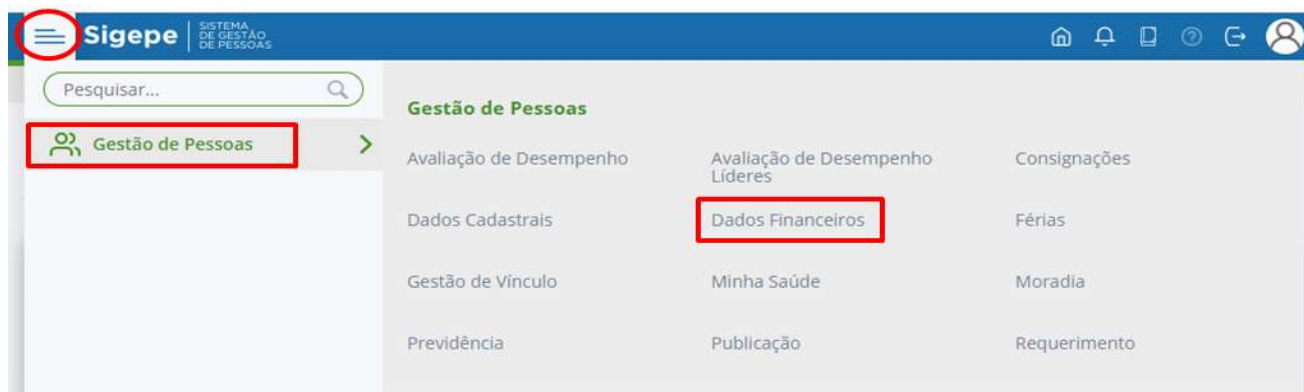 Sigepe
SISTEMA
DE GESTÃO
DE PESSOAS
Pesquisar...
Gestão de Pessoas
Gestão de Pessoas
Avaliação de Desempenho
Avaliação de Desempenho
Líderes
Consignações
Dados Cadastrais
Dados Financeiros
Férias
Gestão de Vínculo
Minha Saúde
Moradia
Previdência
Publicação
Requerimento